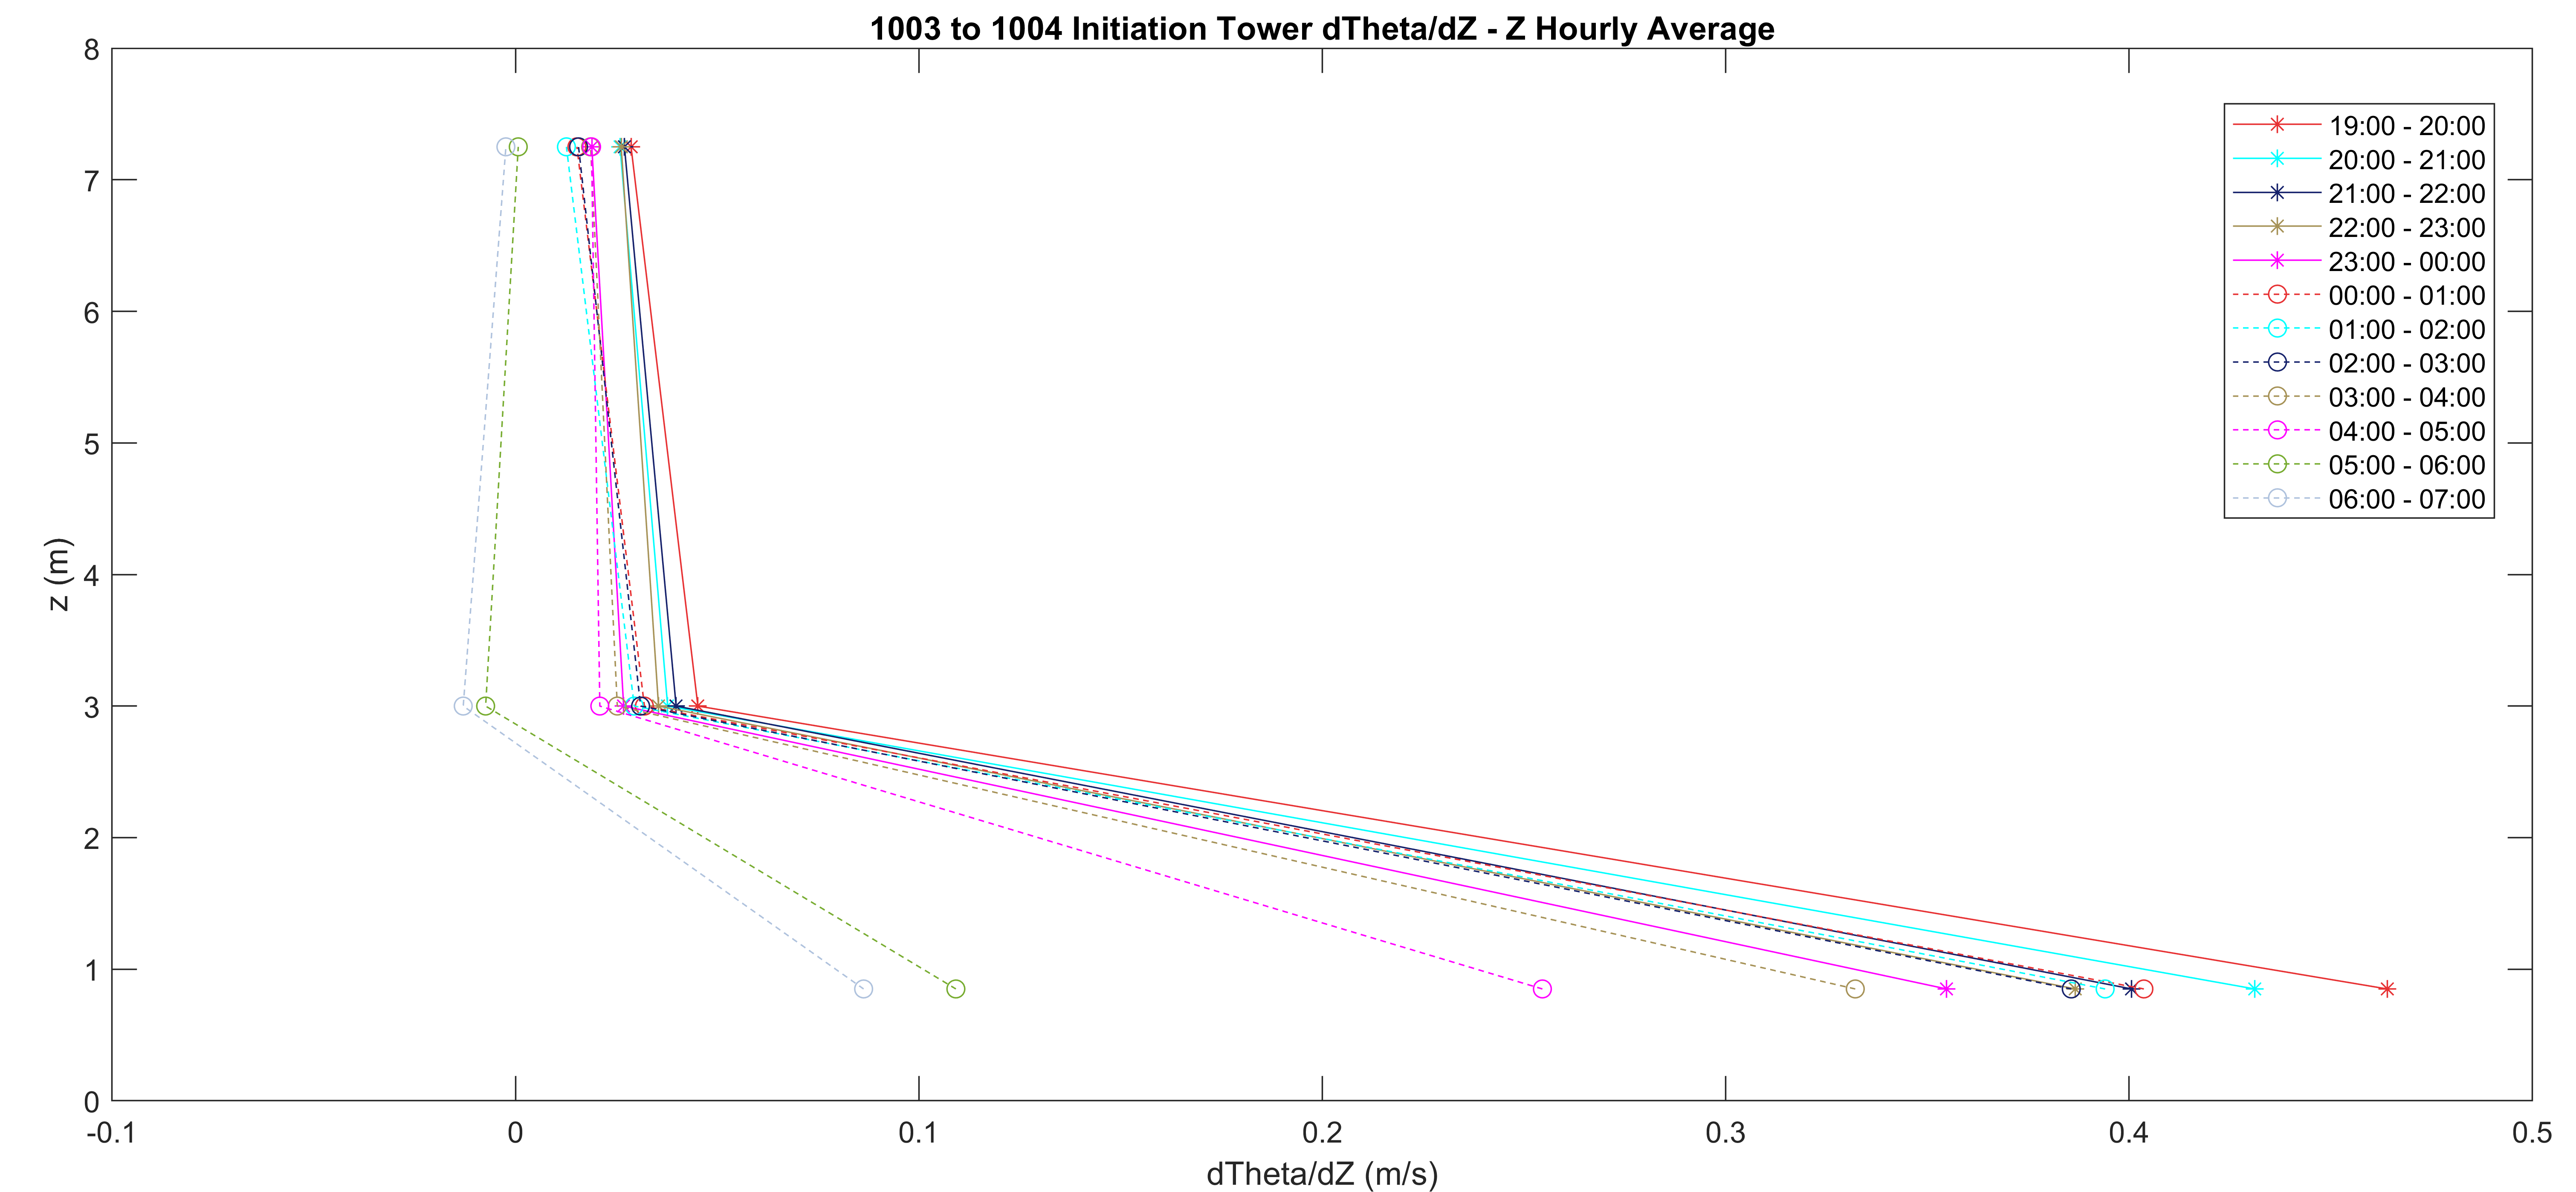 1003 to 1004 Initiation Tower dTheta/dZ - Z Hourly Average
8
7
6
5
4
3
2
1
0
z (m)
19:00 - 20:00
20:00 - 21:00
21:00 - 22:00
22:00 - 23:00
23:00 - 00:00
00:00 - 01:00
01:00 - 02:00
02:00 - 03:00
03:00 - 04:00
04:00 - 05:00
05:00 - 06:00
06:00 - 07:00
-0.1 0 0.1 0.2 0.3 0.4 0.5
dTheta/dZ (m/s)